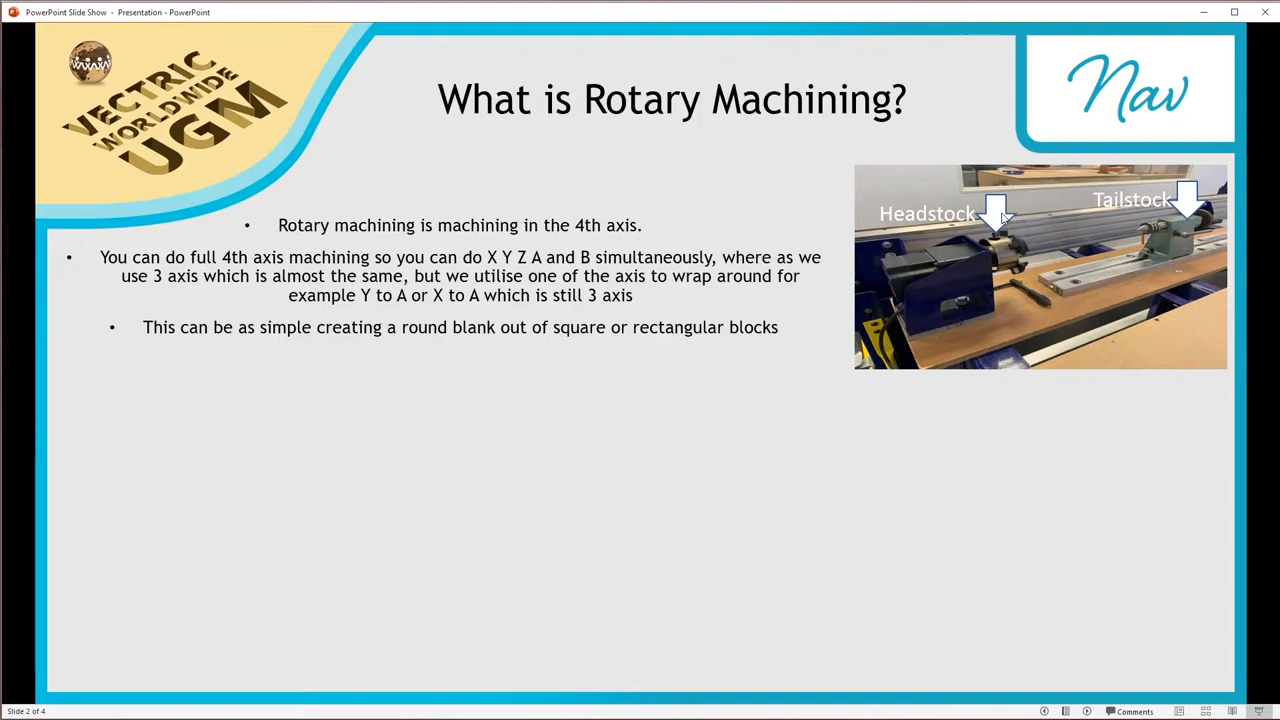 PowerPoint Slide Show - Presentation - PowerPoint
VECTRIC
WORLDWIDE
UGM
What is Rotary Machining?
Nav
• Rotary machining is machining in the 4th axis.
• You can do full 4th axis machining so you can do X Y Z A and B simultaneously, where as we
use 3 axis which is almost the same, but we utilise one of the axis to wrap around for
example Y to A or X to A which is still 3 axis
• This can be as simple creating a round blank out of square or rectangular blocks
Headstock
Tailstock
Slide 2 of 4
Comments